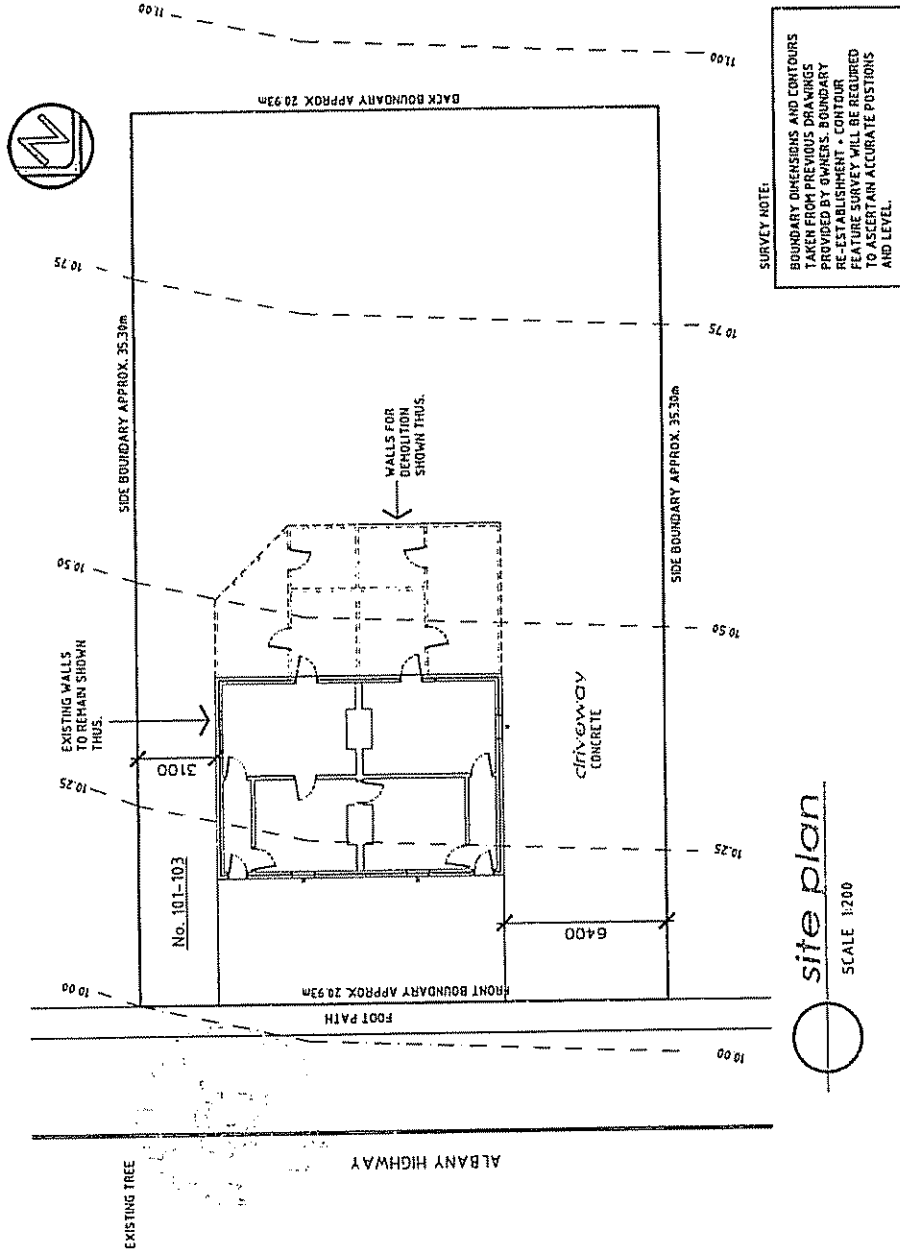 11.00
BACK BOUNDARY APPROX 20.93m
11.00
10.75
SIDE BOUNDARY APPROX. 35.30m
10.75
WALLS FOR
DEMOLITION
SHOWN THUS.
10.50
SIDE BOUNDARY APPROX. 35.30m
10.50
EXISTING WALLS
TO REMAIN SHOWN
THUS.
3100
10.25
driveway
CONCRETE
10.25
No. 101-103
6400
FRONT BOUNDARY APPROX 20.93m
FOOT PATH
10.00
10.00
EXISTING TREE
ALBANY HIGHWAY
site plan
SCALE 1:200
SURVEY NOTE:
BOUNDARY DIMENSIONS AND CONTOURS
TAKEN FROM PREVIOUS DRAWINGS
PROVIDED BY OWNERS. BOUNDARY
RE-ESTABLISHMENT + CONTOUR
FEATURE SURVEY WILL BE REQUIRED
TO ASCERTAIN ACCURATE POSTIONS
AND LEVEL.